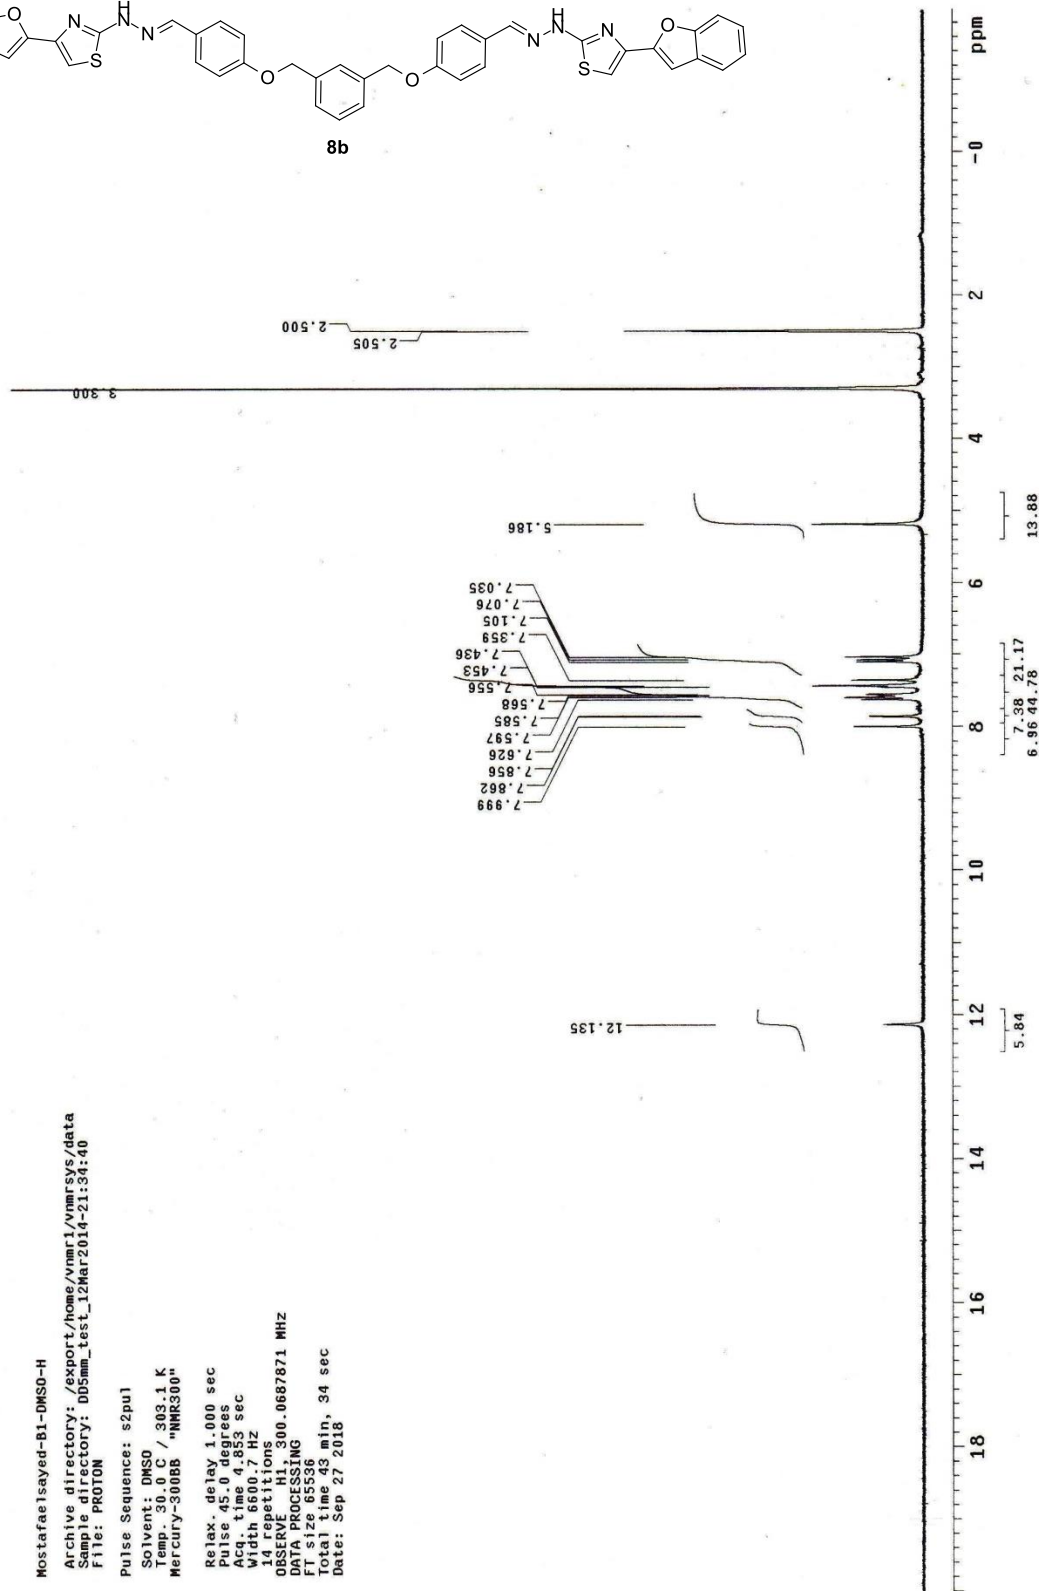 O
N
H
N
N
S
O
O
N
H
N
N
S
O
8b
Mostafaelsayed-B1-DMSO-H
Archive directory: /export/home/vnmr1/vnmrsys/data
Sample directory: DD5mm_test_12Mar2014-21:34:40
File: PROTON
Pulse Sequence: s2pul
Solvent: DMSO
Temp. 30.0 C / 303.1 K
Mercury-300BB "NMR300"
Relax. delay 1.000 sec
Pulse 45.0 degrees
Acq. time 4.853 sec
Width 6600.7 Hz
14 repetitions
OBSERVE H1, 300.0687871 MHz
DATA PROCESSING
FT size 65536
Total time 43 min, 34 sec
Date: Sep 27 2018
12.135
7.999
7.862
7.856
7.626
7.597
7.585
7.568
7.556
7.453
7.436
7.359
7.105
7.076
7.035
5.186
3.300
2.505
2.500
18
16
14
12
10
8
6
4
2
-0
ppm
5.84
6.96
7.38
44.78
21.17
13.88